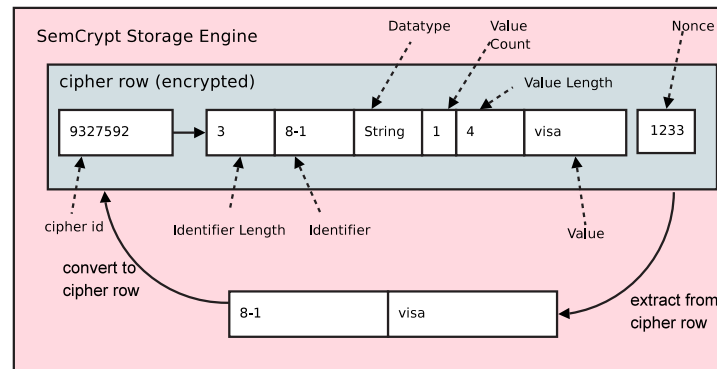 SemCrypt Storage Engine
Datatype
Value
Count
Nonce
cipher row (encrypted)
Value Length
9327592
3
8-1
String
1
4
visa
1233
cipher id
Identifier Length
Identifier
Value
convert to
cipher row
8-1
visa
extract from
cipher row